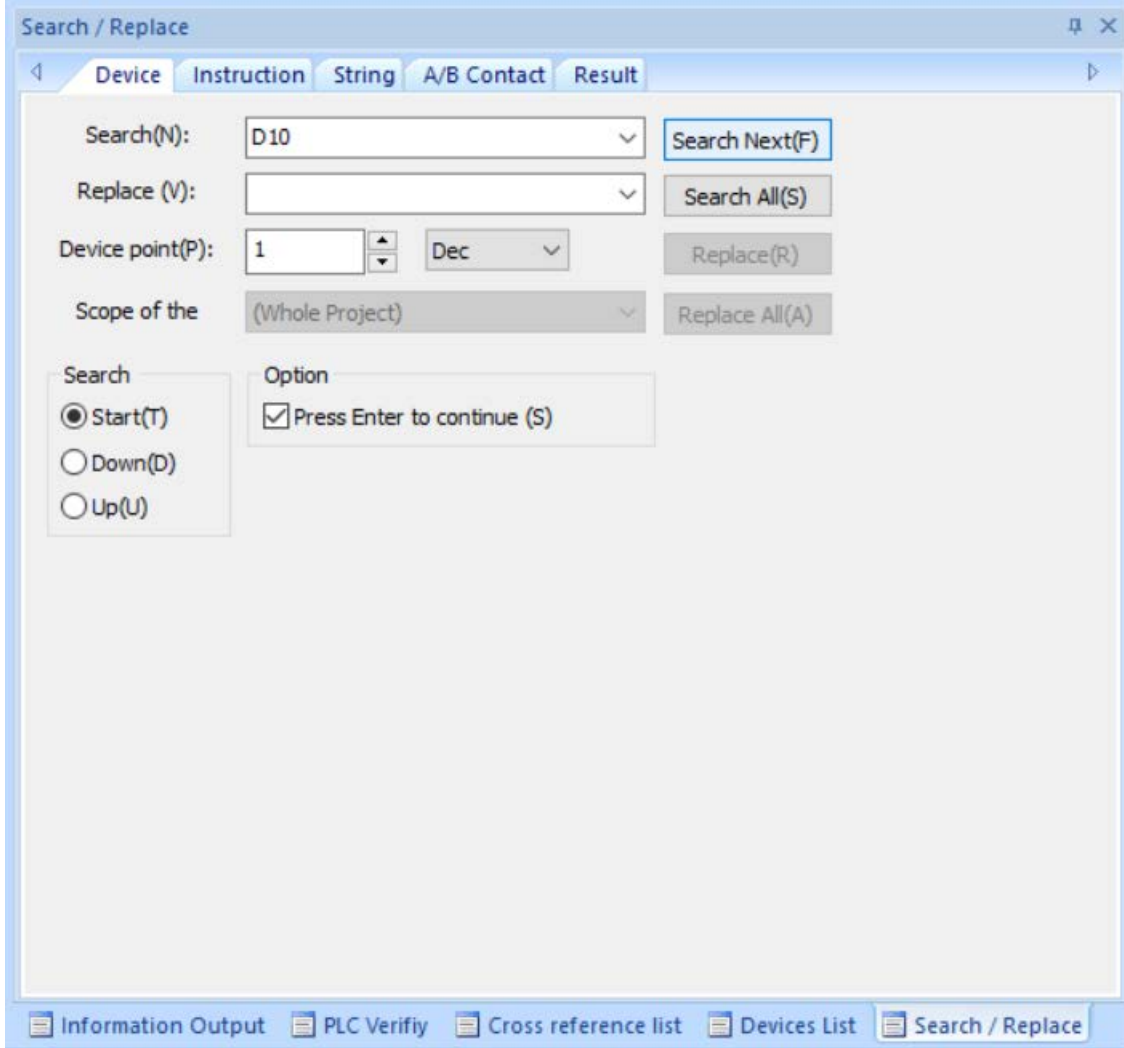 Search / Replace
Device Instruction String A/B Contact Result
Search(N): D10 Search Next(F)
Replace (V): Search All(S)
Device point(P): 1 Dec Replace(R)
Scope of the (Whole Project) Replace All(A)
Search Option
Start(T) Press Enter to continue (S)
Down(D)
Up(U)
Information Output PLC Verifiy Cross reference list Devices List Search / Replace